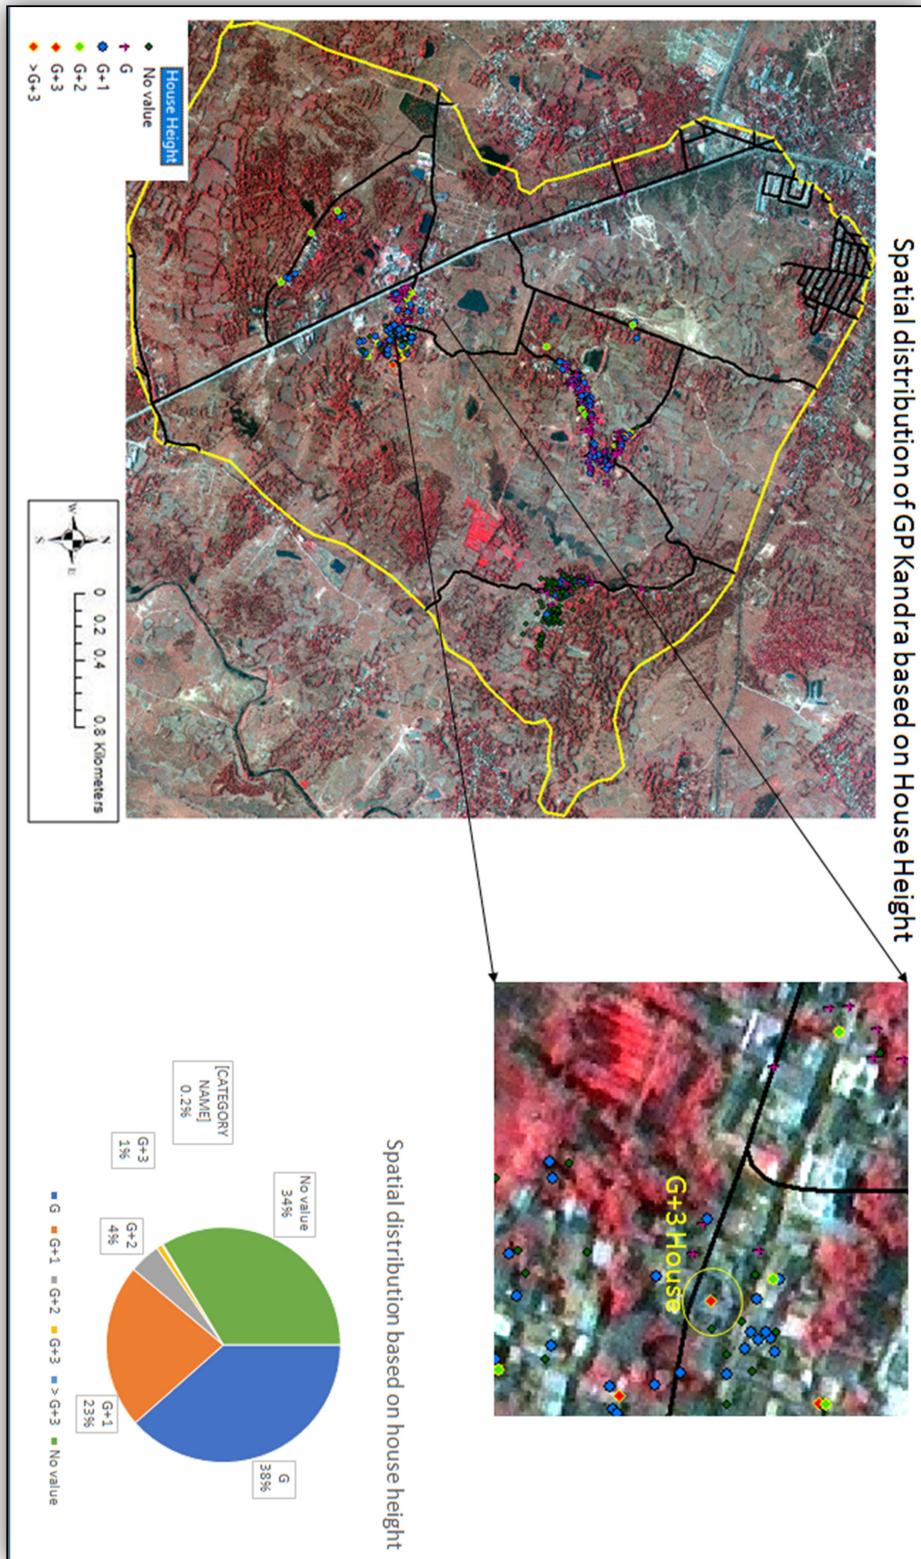 Spatial distribution of GP Kandra based on House Height
House Height
No value
G
G+1
G+2
G+3
> G+3
N
W
E
S
0 0.2 0.4 0.8 Kilometers
G+3 House
Spatial distribution based on house height
[CATEGORY
NAME]
0.2%
G+3
1%
G+2
4%
No value
34%
G+1
23%
G
38%
G G+1 G+2 G+3 > G+3 No value